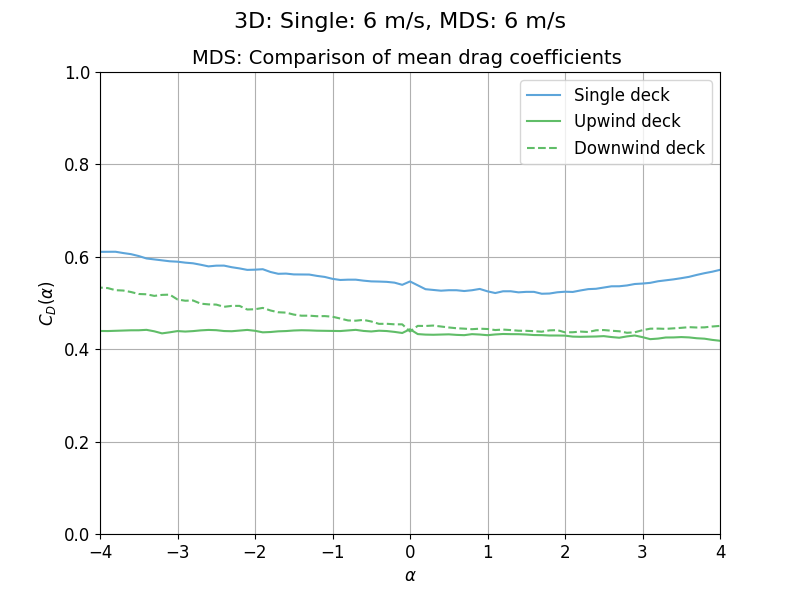 3D: Single: 6 m/s, MDS: 6 m/s
MDS: Comparison of mean drag coefficients
Single deck
Upwind deck
Downwind deck
1.0
0.8
0.6
0.4
0.2
0.0
C_D(α)
−4 −3 −2 −1 0 1 2 3 4
α